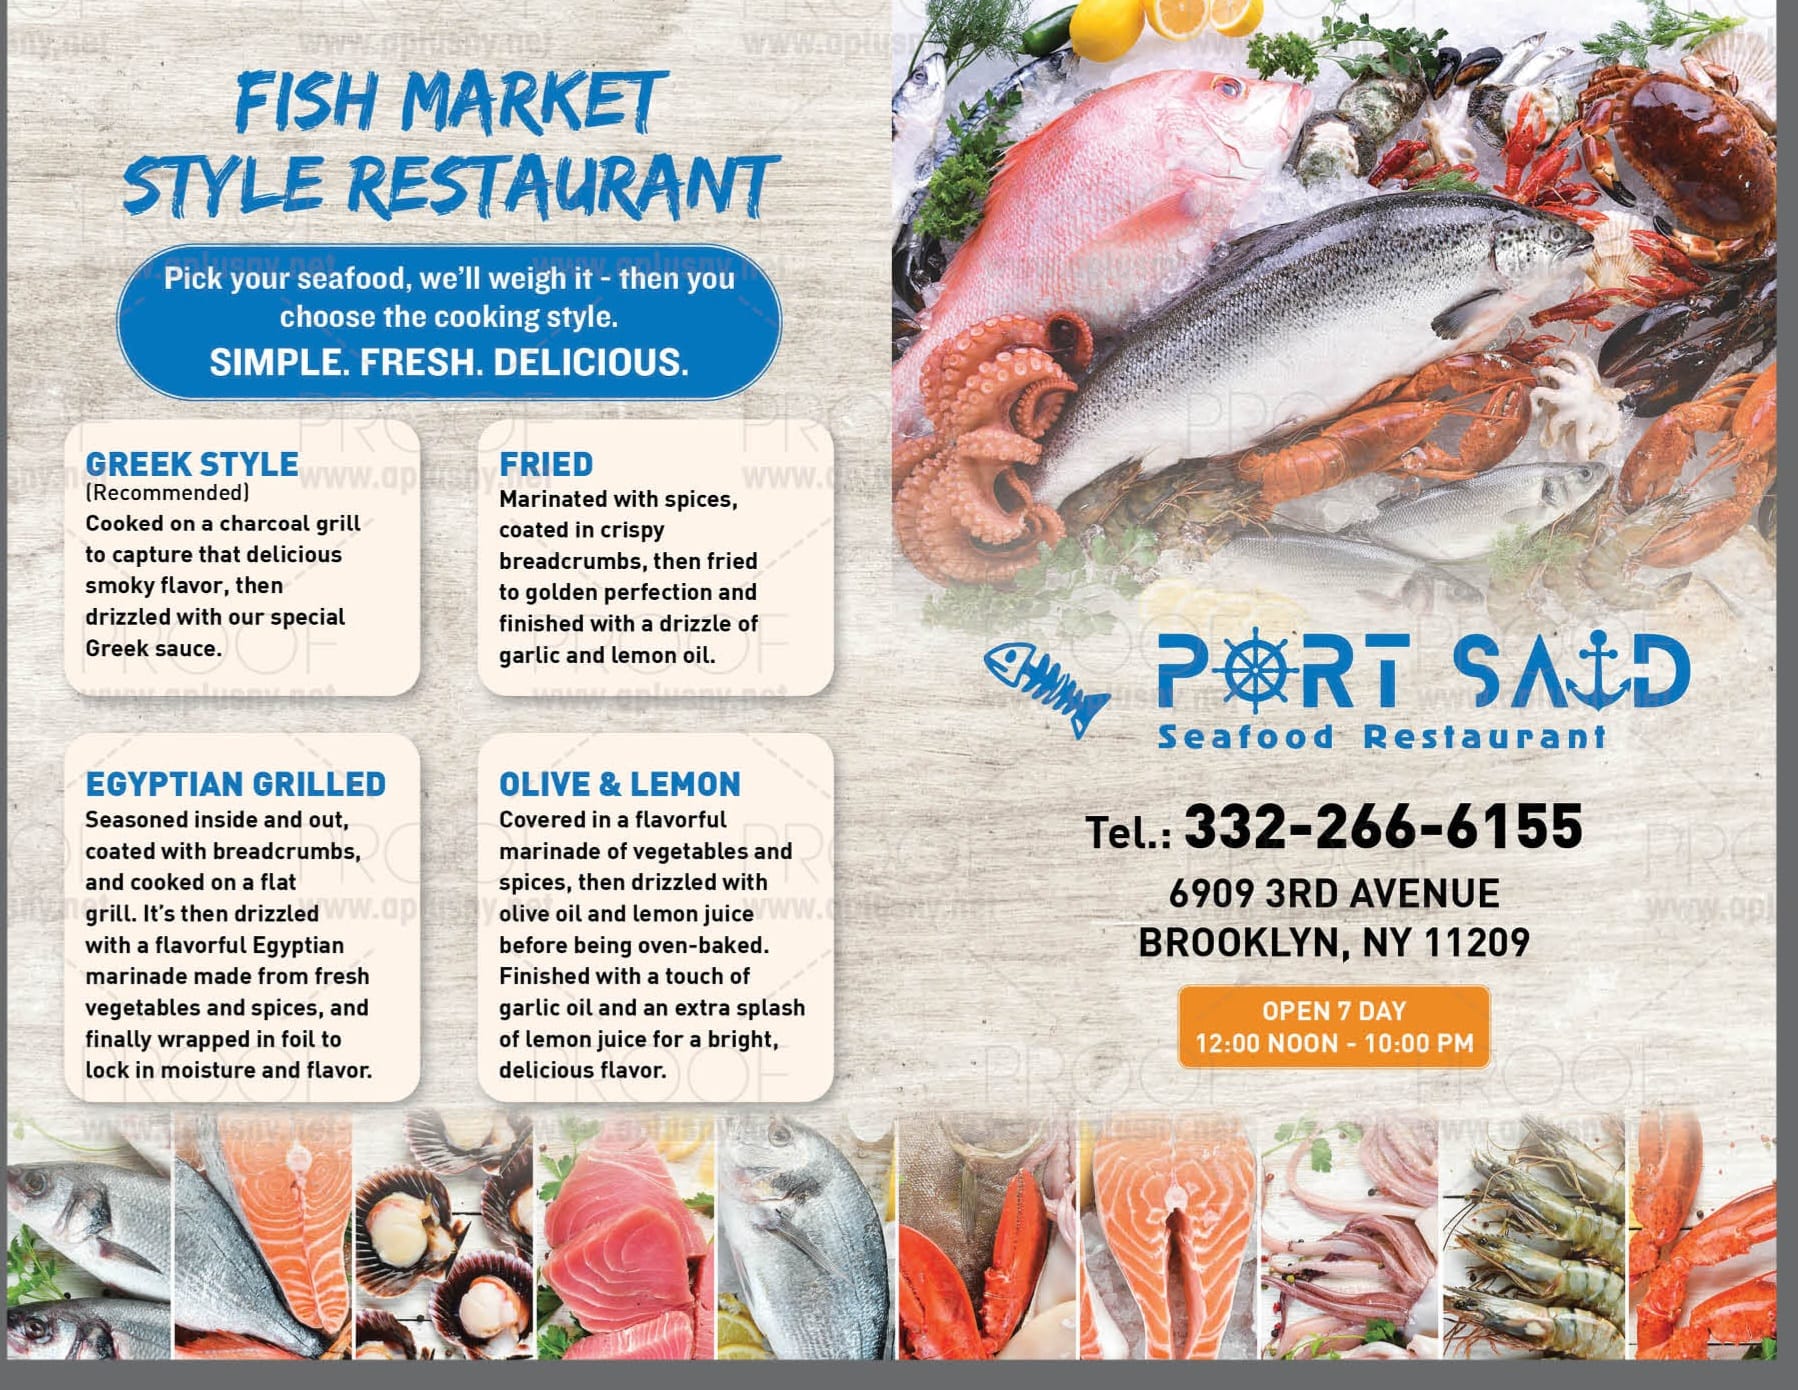 FISH MARKET
STYLE RESTAURANT
Pick your seafood, we'll weigh it - then you
choose the cooking style.
SIMPLE. FRESH. DELICIOUS.
GREEK STYLE
(Recommended)
Cooked on a charcoal grill
to capture that delicious
smoky flavor, then
drizzled with our special
Greek sauce.
FRIED
Marinated with spices,
coated in crispy
breadcrumbs, then fried
to golden perfection and
finished with a drizzle of
garlic and lemon oil.
EGYPTIAN GRILLED
Seasoned inside and out,
coated with breadcrumbs,
and cooked on a flat
grill. It's then drizzled
with a flavorful Egyptian
marinade made from fresh
vegetables and spices, and
finally wrapped in foil to
lock in moisture and flavor.
OLIVE & LEMON
Covered in a flavorful
marinade of vegetables and
spices, then drizzled with
olive oil and lemon juice
before being oven-baked.
Finished with a touch of
garlic oil and an extra splash
of lemon juice for a bright,
delicious flavor.
PORT SAID
Seafood Restaurant
Tel.: 332-266-6155
6909 3RD AVENUE
BROOKLYN, NY 11209
OPEN 7 DAY
12:00 NOON - 10:00 PM
PROOF
www.aplusny.net